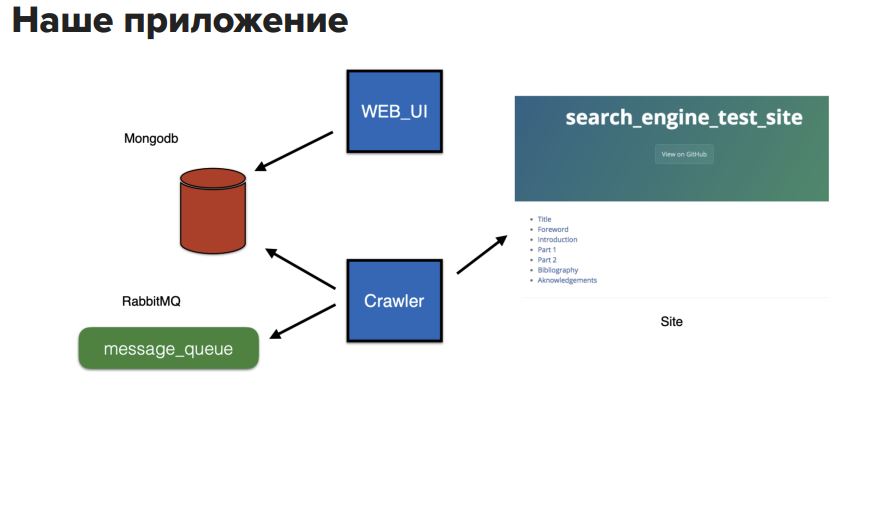 Наше приложение
WEB_UI
Mongodb
search_engine_test_site
View on GitHub
Title
Foreword
Introduction
Part 1
Part 2
Bibliography
Aknowledgements
RabbitMQ
message_queue
Crawler
Site